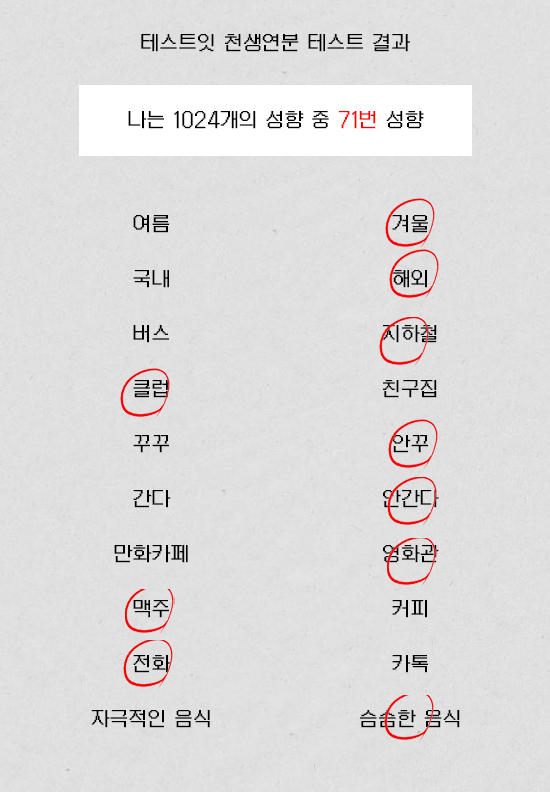 테스트잇 천생연분 테스트 결과
나는 1024개의 성향 중 71번 성향
여름 겨울
국내 해외
버스 지하철
클럽 친구집
꾸꾸 안꾸
간다 안간다
만화카페 영화관
맥주 커피
전화 카톡
자극적인 음식 슴슴한 음식